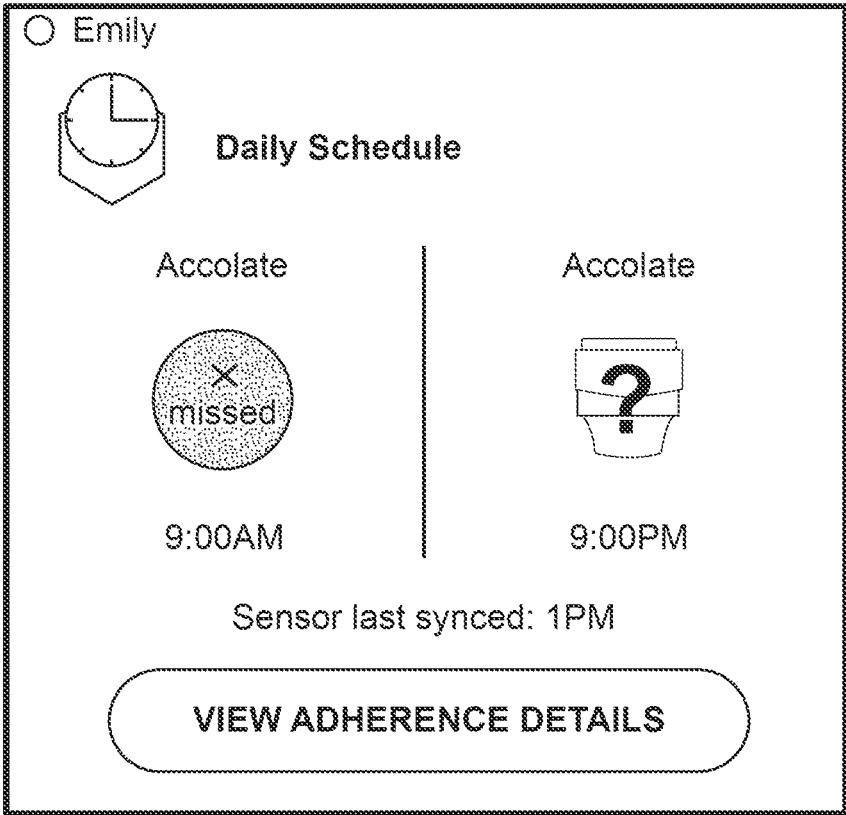 Emily
Daily Schedule
Accolate
Accolate
×
missed
?
9:00AM
9:00PM
Sensor last synced: 1PM
VIEW ADHERENCE DETAILS